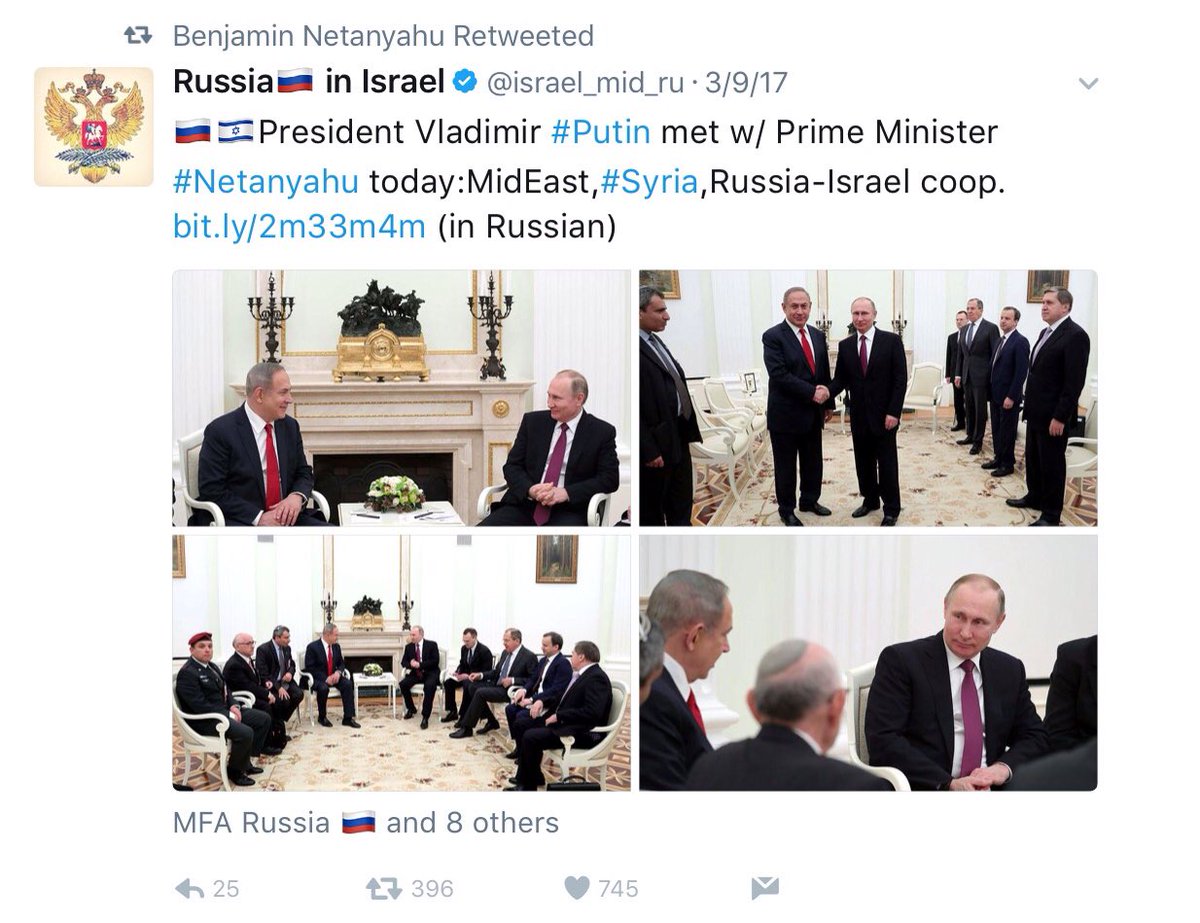 Benjamin Netanyahu Retweeted
Russia🇷🇺 in Israel @israel_mid_ru · 3/9/17
🇷🇺🇮🇱President Vladimir #Putin met w/ Prime Minister
#Netanyahu today:MidEast,#Syria,Russia-Israel coop.
bit.ly/2m33m4m (in Russian)
MFA Russia 🇷🇺 and 8 others
25 396 745